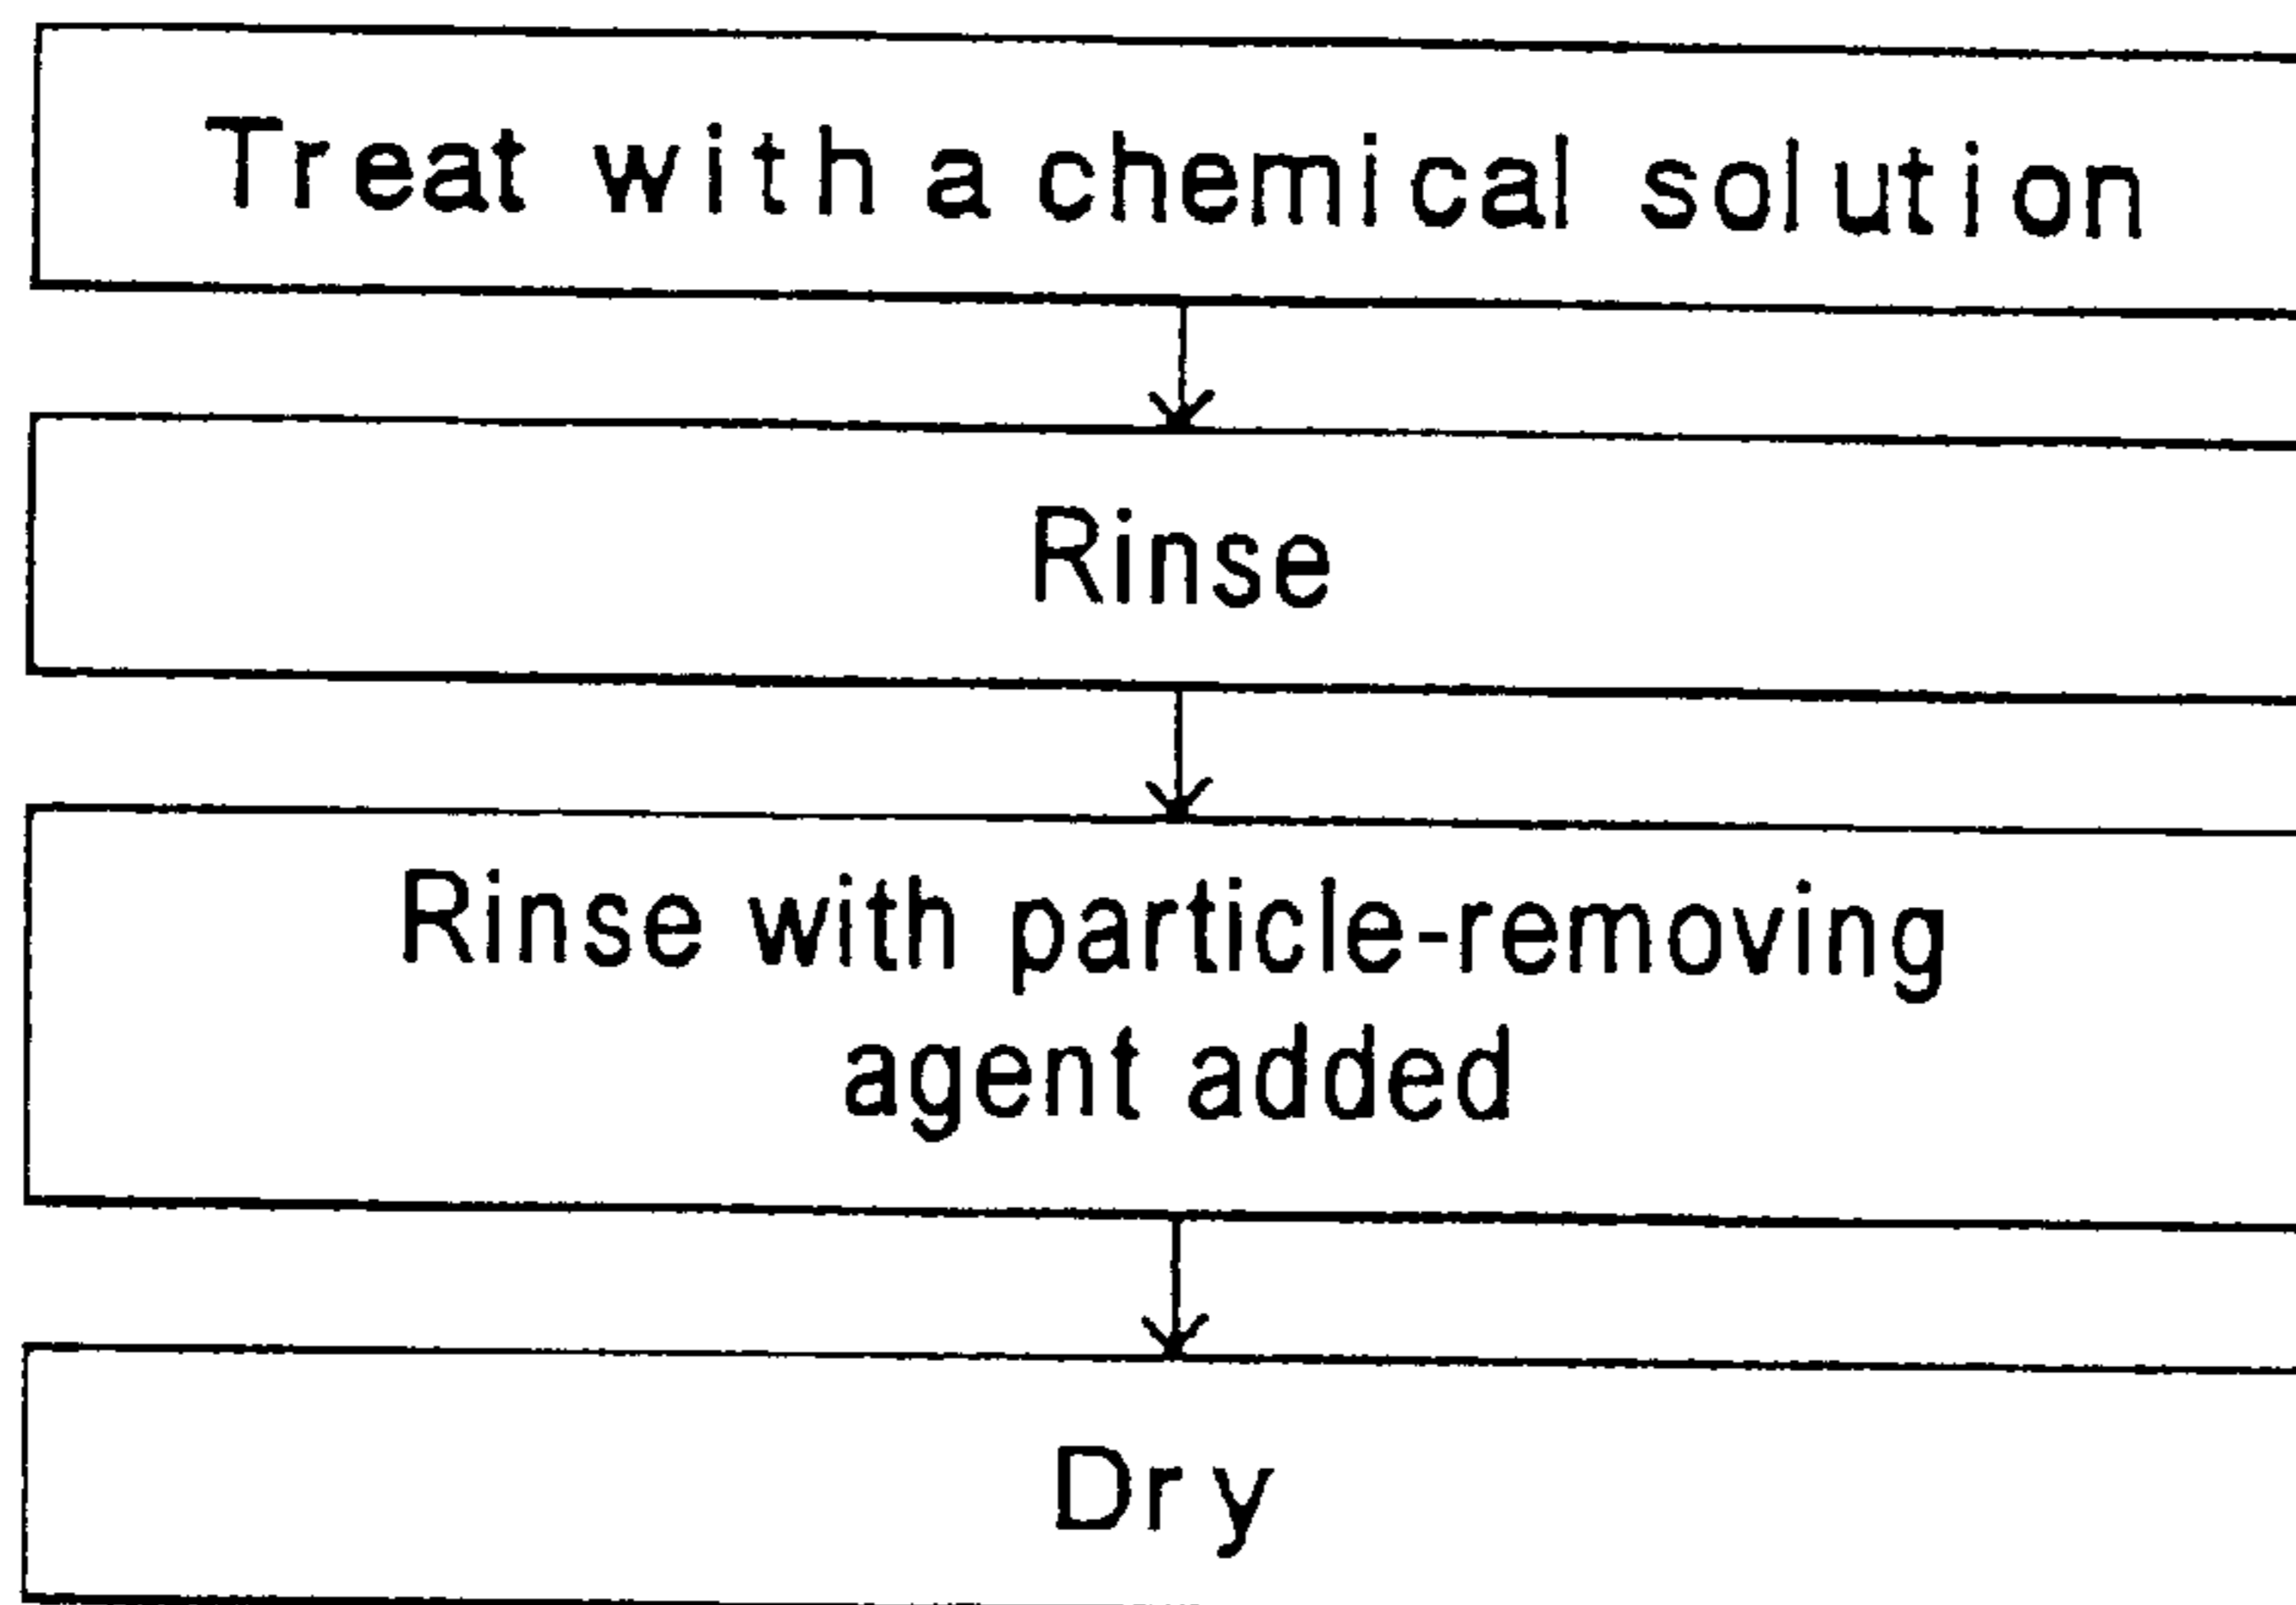 Treat with a chemical solution
Rinse
Rinse with particle-removing
agent added
Dry